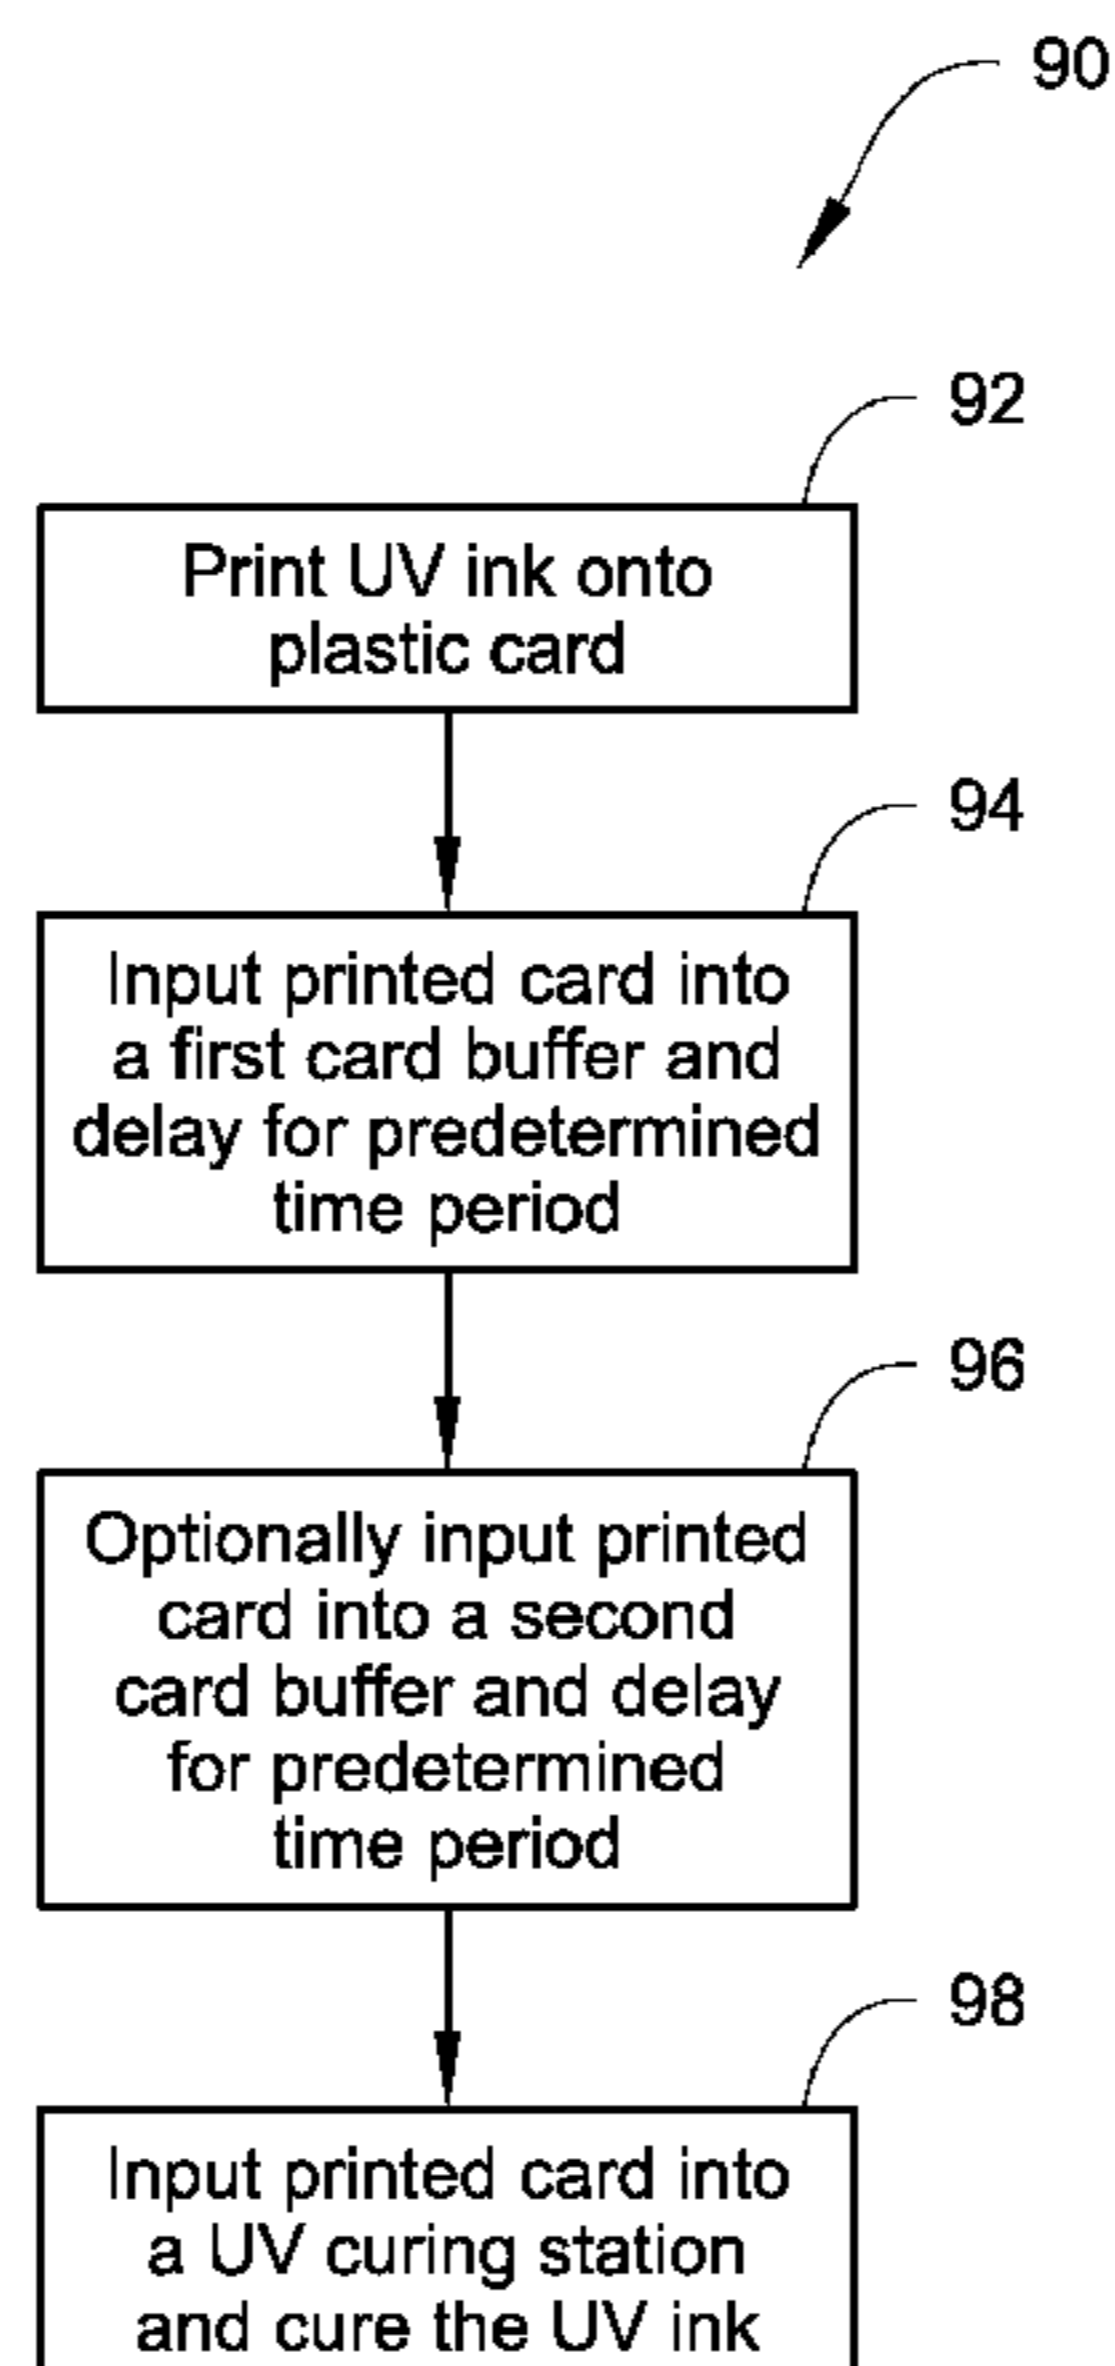 90
92
Print UV ink onto
plastic card
94
Input printed card into
a first card buffer and
delay for predetermined
time period
96
Optionally input printed
card into a second
card buffer and delay
for predetermined
time period
98
Input printed card into
a UV curing station
and cure the UV ink